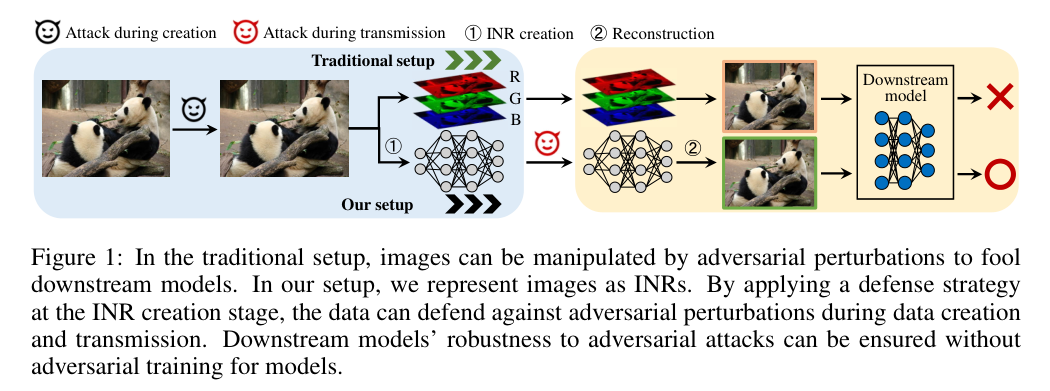 Attack during creation Attack during transmission ① INR creation ② Reconstruction
Traditional setup
R
G
B
①
Our setup
②
Downstream
model
Figure 1: In the traditional setup, images can be manipulated by adversarial perturbations to fool
downstream models. In our setup, we represent images as INRs. By applying a defense strategy
at the INR creation stage, the data can defend against adversarial perturbations during data creation
and transmission. Downstream models’ robustness to adversarial attacks can be ensured without
adversarial training for models.